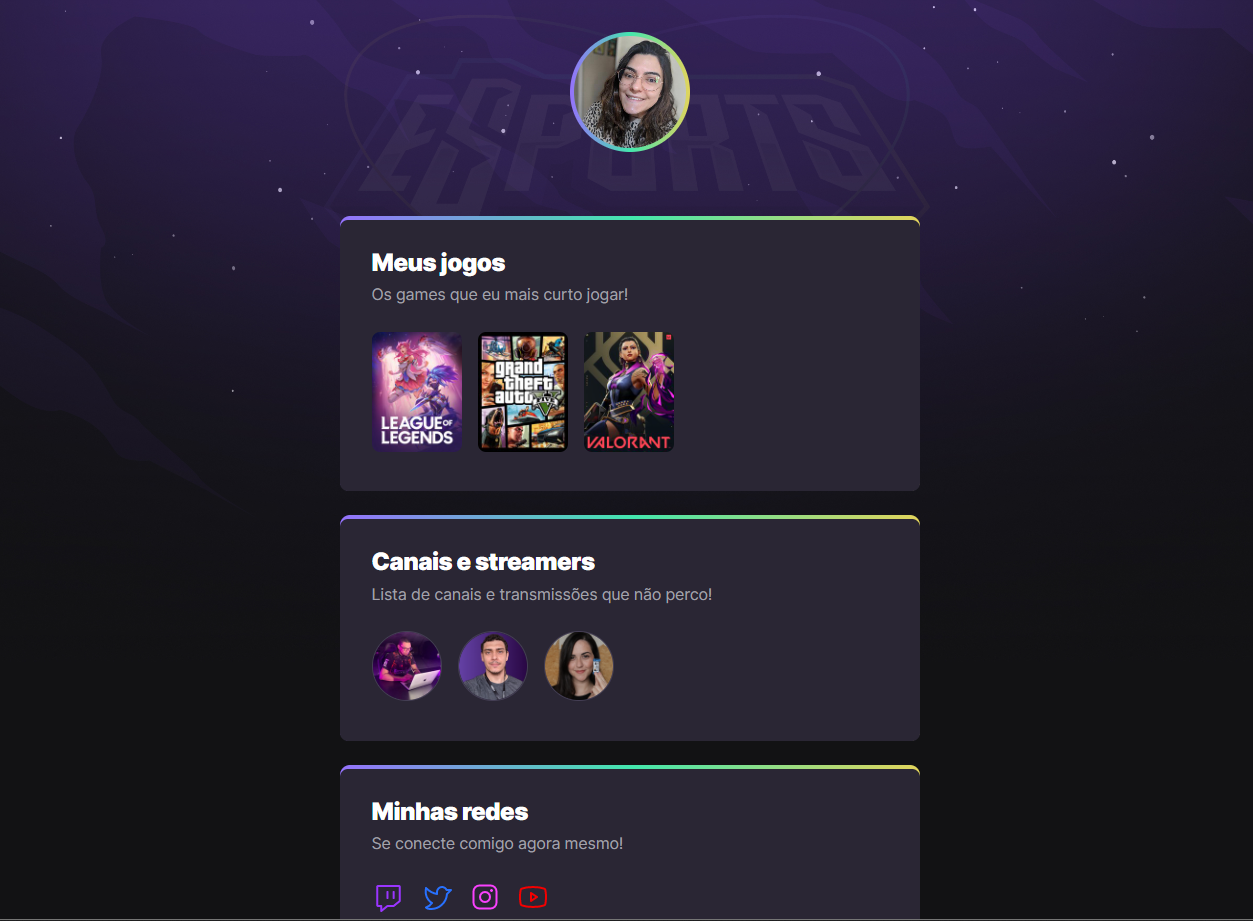 ESPORTS
Meus jogos
Os games que eu mais curto jogar!
LEAGUE OF
LEGENDS
grand
theft
auto V
FIVE
VALORANT
Canais e streamers
Lista de canais e transmissões que não perco!
Minhas redes
Se conecte comigo agora mesmo!